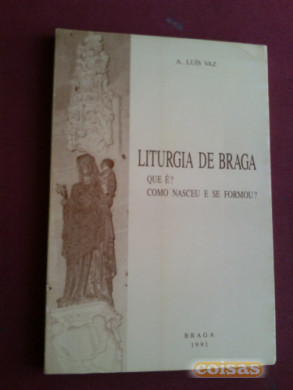 A. LUÍS VAZ
LITURGIA DE BRAGA
QUE É?
COMO NASCEU E SE FORMOU?
BRAGA
1991
coisas